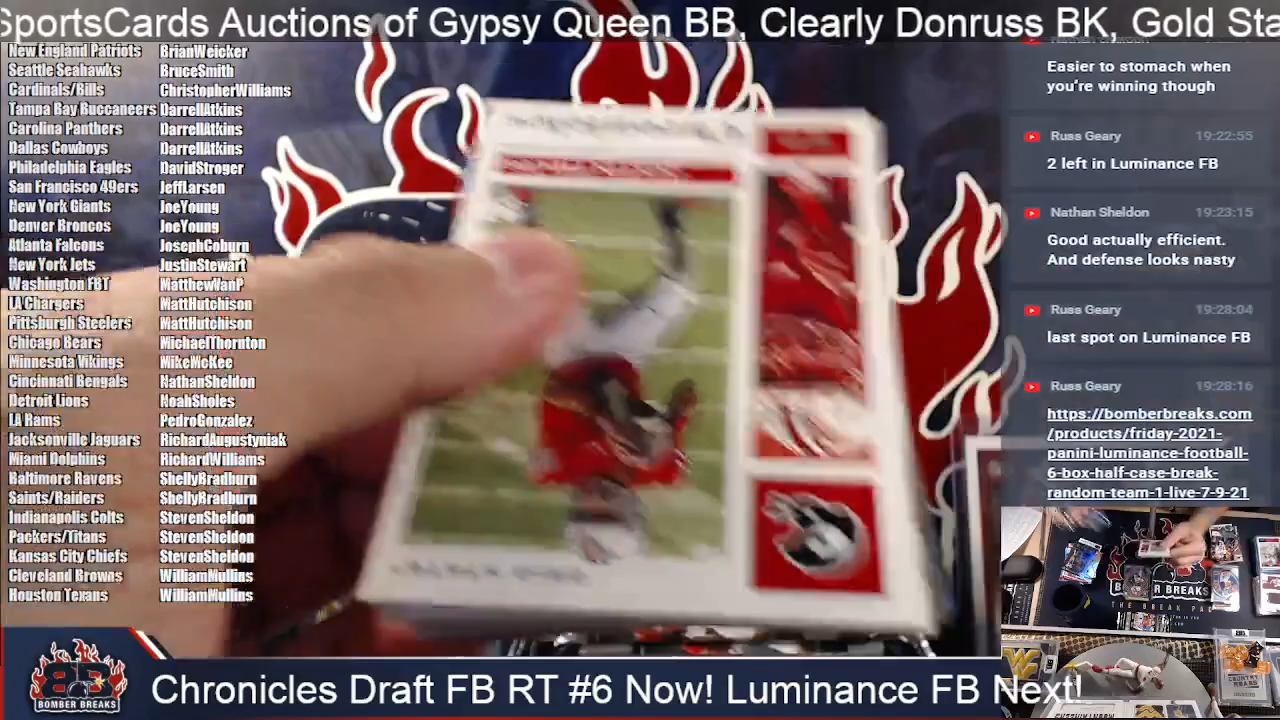 SportsCards Auctions of Gypsy Queen BB, Clearly Donruss BK, Gold Sta
New England Patriots BrianWeicker
Seattle Seahawks BruceSmith
Cardinals/Bills ChristopherWilliams
Tampa Bay Buccaneers DarrellAtkins
Carolina Panthers DarrellAtkins
Dallas Cowboys DarrellAtkins
Philadelphia Eagles DavidStroger
San Francisco 49ers JeffLarsen
New York Giants JoeYoung
Denver Broncos JoeYoung
Atlanta Falcons JosephCoburn
New York Jets JustinStewart
Washington FBT MatthewVanP
LA Chargers MattHutchison
Pittsburgh Steelers MattHutchison
Chicago Bears MichaelThornton
Minnesota Vikings MikeMcKee
Cincinnati Bengals NathanSheldon
Detroit Lions NoahSholes
LA Rams PedroGonzalez
Jacksonville Jaguars RichardAugustyniak
Miami Dolphins RichardWilliams
Baltimore Ravens ShellyBradburn
Saints/Raiders ShellyBradburn
Indianapolis Colts StevenSheldon
Packers/Titans StevenSheldon
Kansas City Chiefs StevenSheldon
Cleveland Browns WilliamMullins
Houston Texans WilliamMullins
Easier to stomach when
you're winning though
Russ Geary 19:22:55
2 left in Luminance FB
Nathan Sheldon 19:23:15
Good actually efficient.
And defense looks nasty
Russ Geary 19:28:04
last spot on Luminance FB
Russ Geary 19:28:16
https://bomberbreaks.com
/products/friday-2021-
panini-luminance-football-
6-box-half-case-break-
random-team-1-live-7-9-21
BOMBER BREAKS
Chronicles Draft FB RT #6 Now! Luminance FB Next!